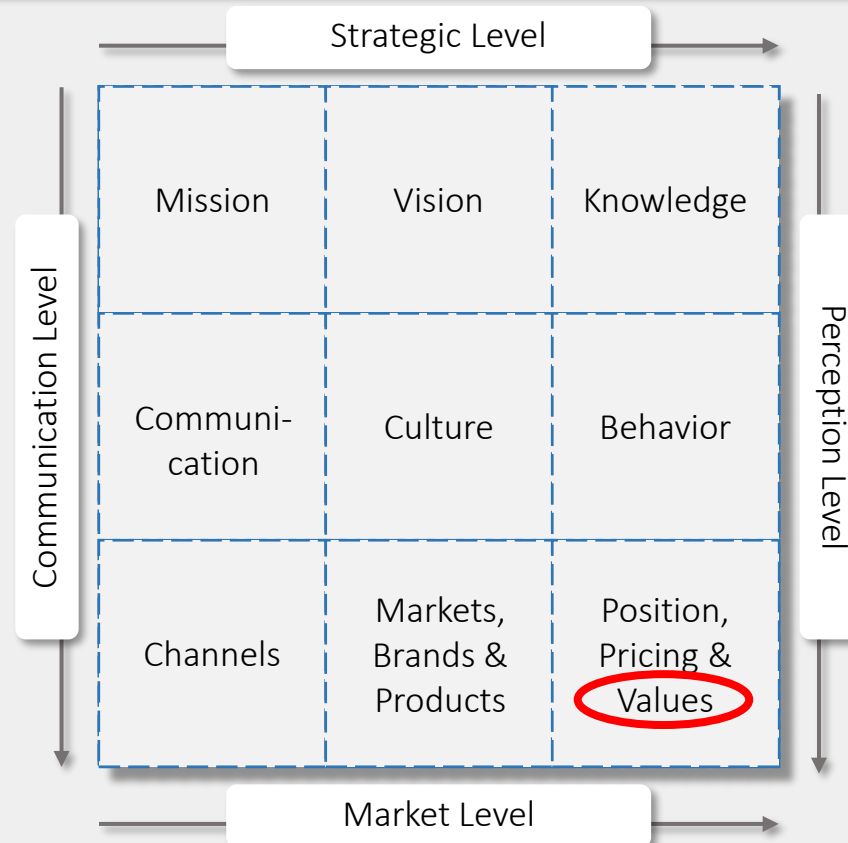 Strategic Level
Communication Level
Mission
Vision
Knowledge
Perception Level
Communi-
cation
Culture
Behavior
Channels
Markets,
Brands &
Products
Position,
Pricing &
Values
Market Level